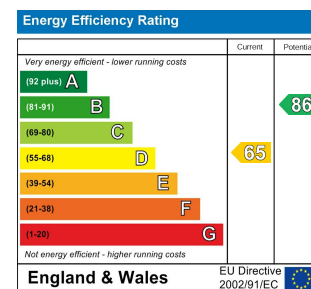 Energy Efficiency Rating
Current Potentia
Very energy efficient - lower running costs
(92 plus) A
(81-91) B
86
(69-80) C
(55-68) D
65
(39-54) E
(21-38) F
(1-20) G
Not energy efficient - higher running costs
England & Wales
EU Directive
2002/91/EC